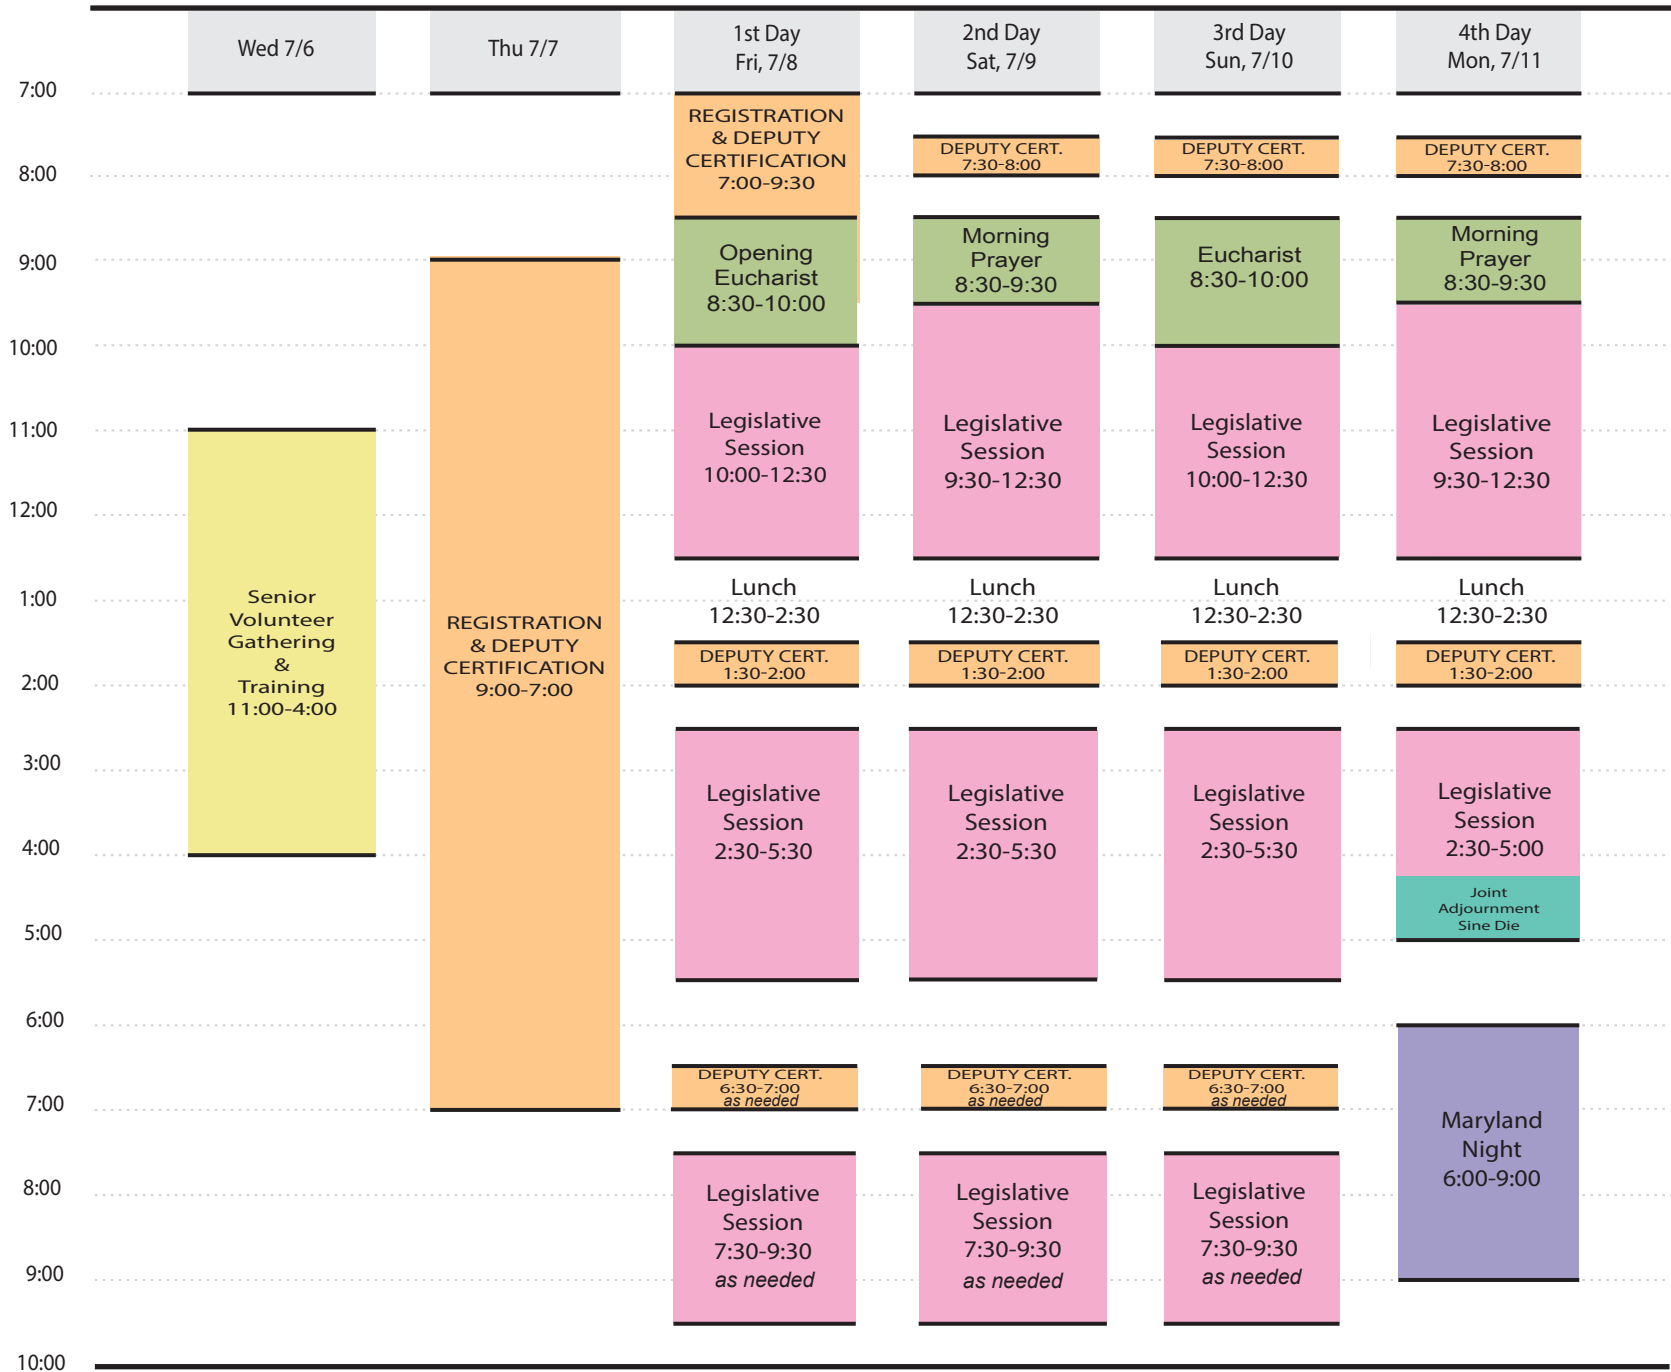 Wed 7/6
Thu 7/7
1st Day
Fri, 7/8
2nd Day
Sat, 7/9
3rd Day
Sun, 7/10
4th Day
Mon, 7/11
7:00
8:00
9:00
10:00
11:00
12:00
1:00
2:00
3:00
4:00
5:00
6:00
7:00
8:00
9:00
10:00
Senior
Volunteer
Gathering
&
Training
11:00-4:00
REGISTRATION
& DEPUTY
CERTIFICATION
9:00-7:00
REGISTRATION
& DEPUTY
CERTIFICATION
7:00-9:30
Opening
Eucharist
8:30-10:00
Legislative
Session
10:00-12:30
Lunch
12:30-2:30
DEPUTY CERT.
1:30-2:00
Legislative
Session
2:30-5:30
DEPUTY CERT.
6:30-7:00
as needed
Legislative
Session
7:30-9:30
as needed
DEPUTY CERT.
7:30-8:00
Morning
Prayer
8:30-9:30
Legislative
Session
9:30-12:30
Lunch
12:30-2:30
DEPUTY CERT.
1:30-2:00
Legislative
Session
2:30-5:30
DEPUTY CERT.
6:30-7:00
as needed
Legislative
Session
7:30-9:30
as needed
DEPUTY CERT.
7:30-8:00
Eucharist
8:30-10:00
Legislative
Session
10:00-12:30
Lunch
12:30-2:30
DEPUTY CERT.
1:30-2:00
Legislative
Session
2:30-5:30
DEPUTY CERT.
6:30-7:00
as needed
Legislative
Session
7:30-9:30
as needed
DEPUTY CERT.
7:30-8:00
Morning
Prayer
8:30-9:30
Legislative
Session
9:30-12:30
Lunch
12:30-2:30
DEPUTY CERT.
1:30-2:00
Legislative
Session
2:30-5:00
Joint
Adjournment
Sine Die
Maryland
Night
6:00-9:00